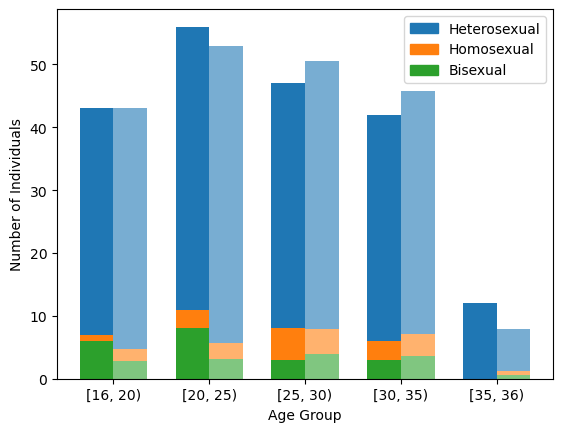 Heterosexual
Homosexual
Bisexual
Number of Individuals
50
40
30
20
10
0
[16, 20)
[20, 25)
[25, 30)
[30, 35)
[35, 36)
Age Group